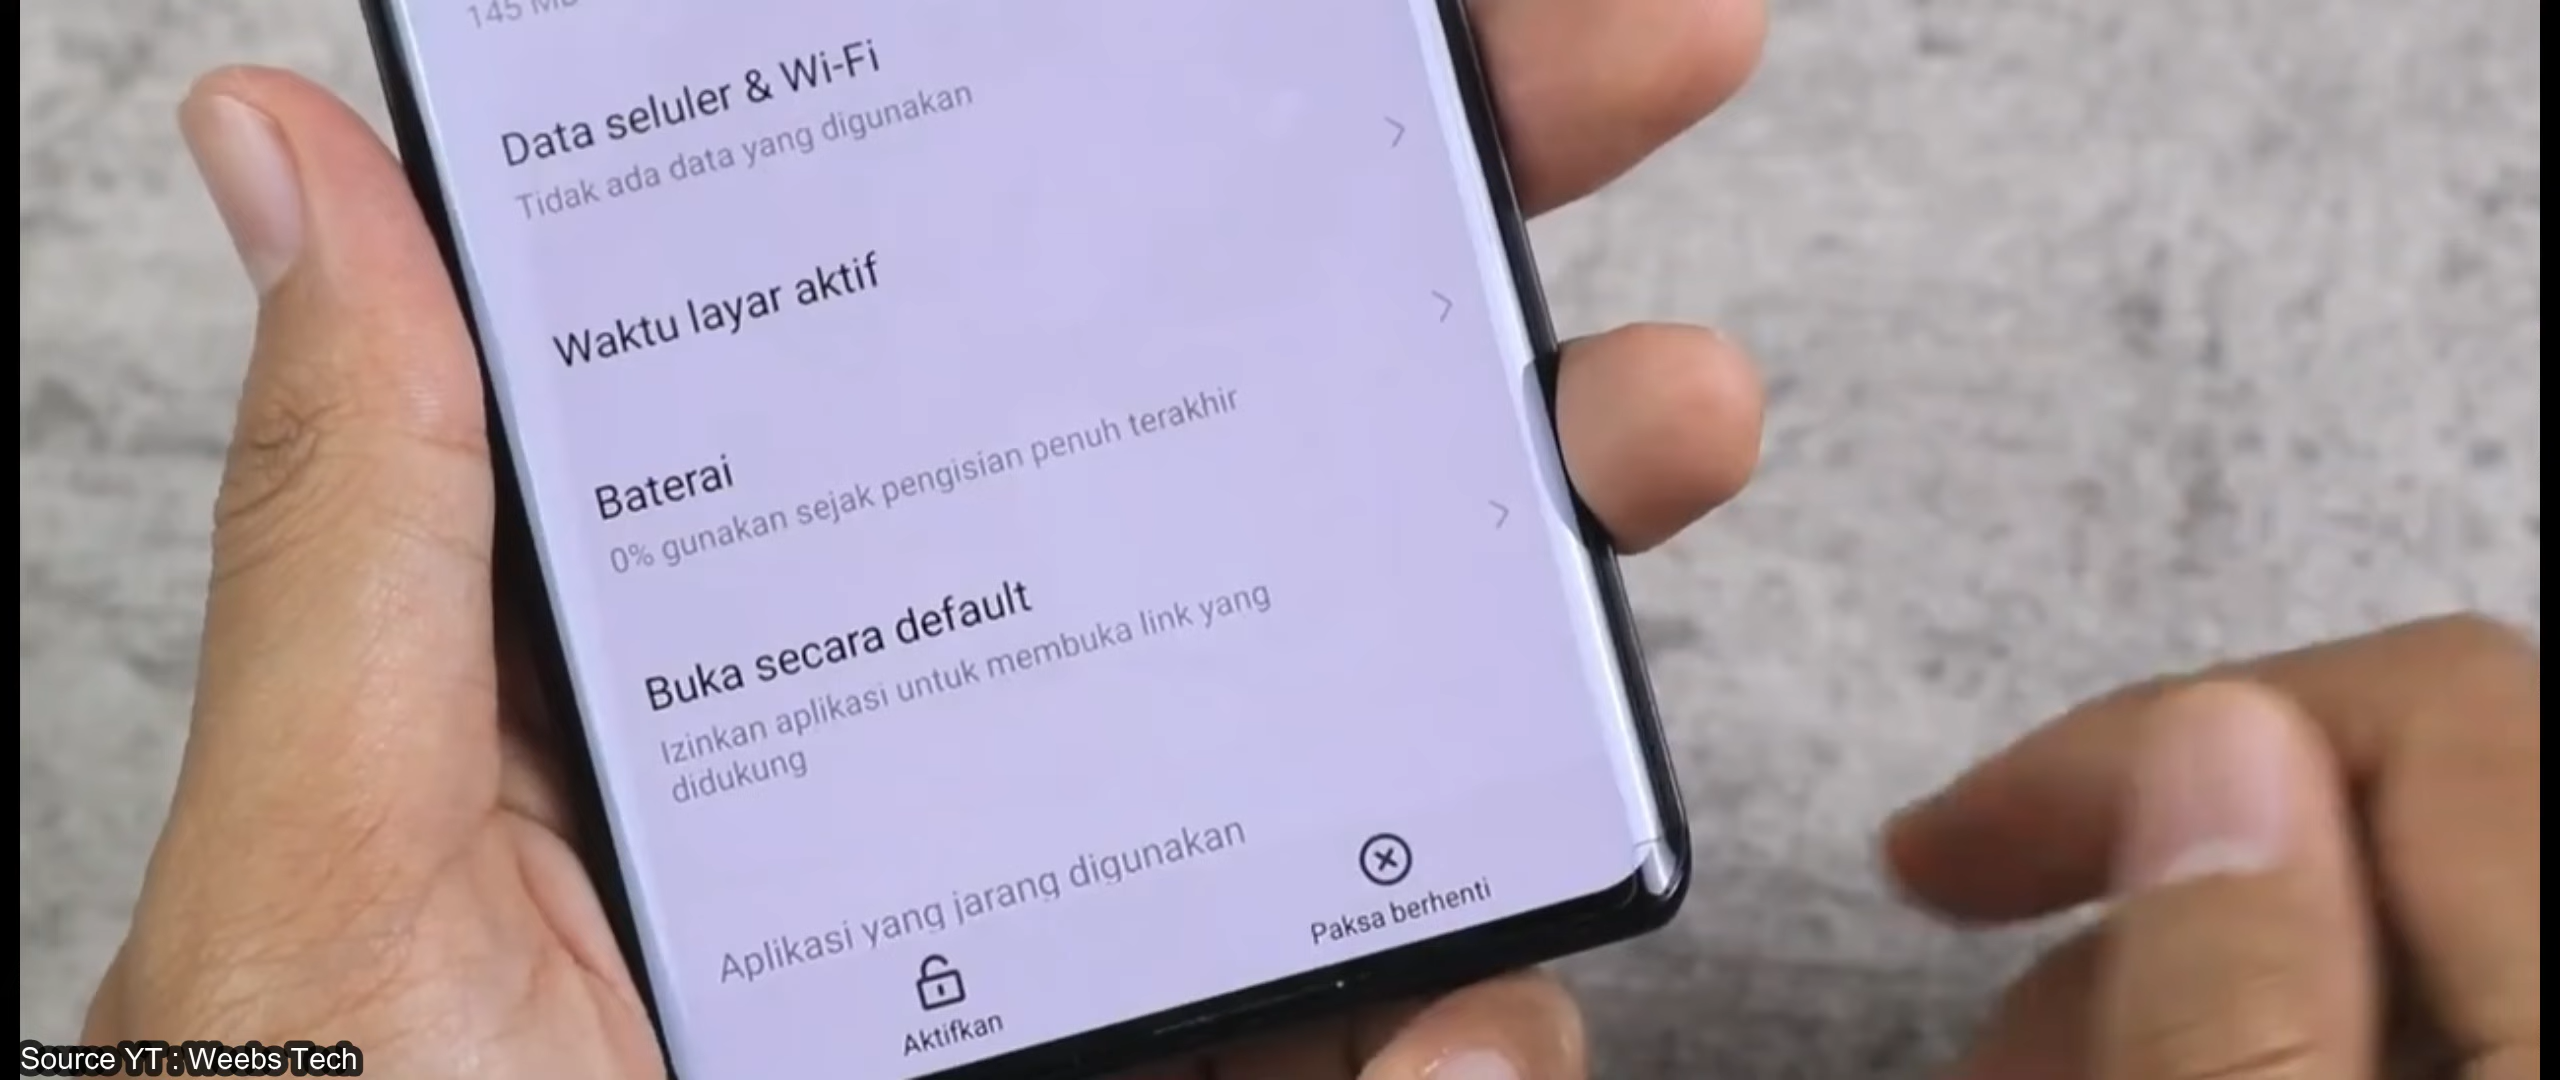 145 MB
Data seluler & Wi-Fi
Tidak ada data yang digunakan
Waktu layar aktif
Baterai
0% gunakan sejak pengisian penuh terakhir
Buka secara default
Izinkan aplikasi untuk membuka link yang
didukung
Aplikasi yang jarang digunakan
Aktifkan
Paksa berhenti
Source YT : Weebs Tech